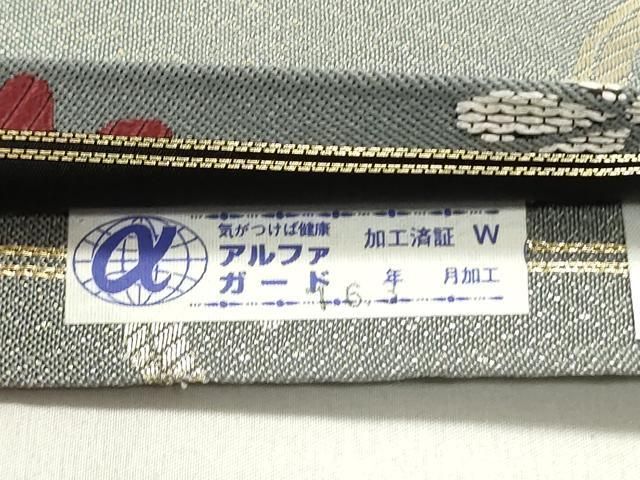 α
気がつけば健康
アルファ
ガード
加工済証 W
年 月加工